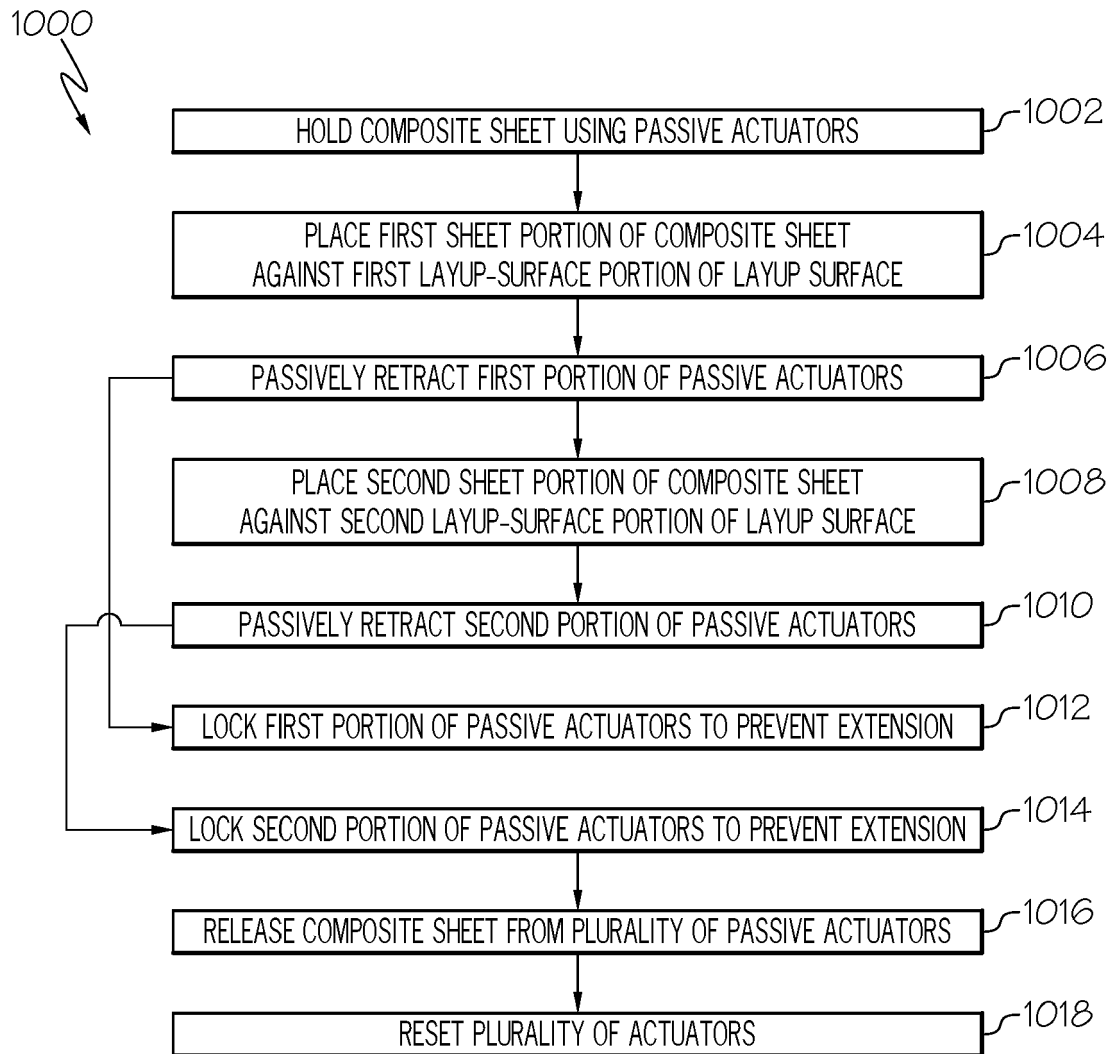 1000
HOLD COMPOSITE SHEET USING PASSIVE ACTUATORS
1002
PLACE FIRST SHEET PORTION OF COMPOSITE SHEET
AGAINST FIRST LAYUP-SURFACE PORTION OF LAYUP SURFACE
1004
PASSIVELY RETRACT FIRST PORTION OF PASSIVE ACTUATORS
1006
PLACE SECOND SHEET PORTION OF COMPOSITE SHEET
AGAINST SECOND LAYUP-SURFACE PORTION OF LAYUP SURFACE
1008
PASSIVELY RETRACT SECOND PORTION OF PASSIVE ACTUATORS
1010
LOCK FIRST PORTION OF PASSIVE ACTUATORS TO PREVENT EXTENSION
1012
LOCK SECOND PORTION OF PASSIVE ACTUATORS TO PREVENT EXTENSION
1014
RELEASE COMPOSITE SHEET FROM PLURALITY OF PASSIVE ACTUATORS
1016
RESET PLURALITY OF ACTUATORS
1018